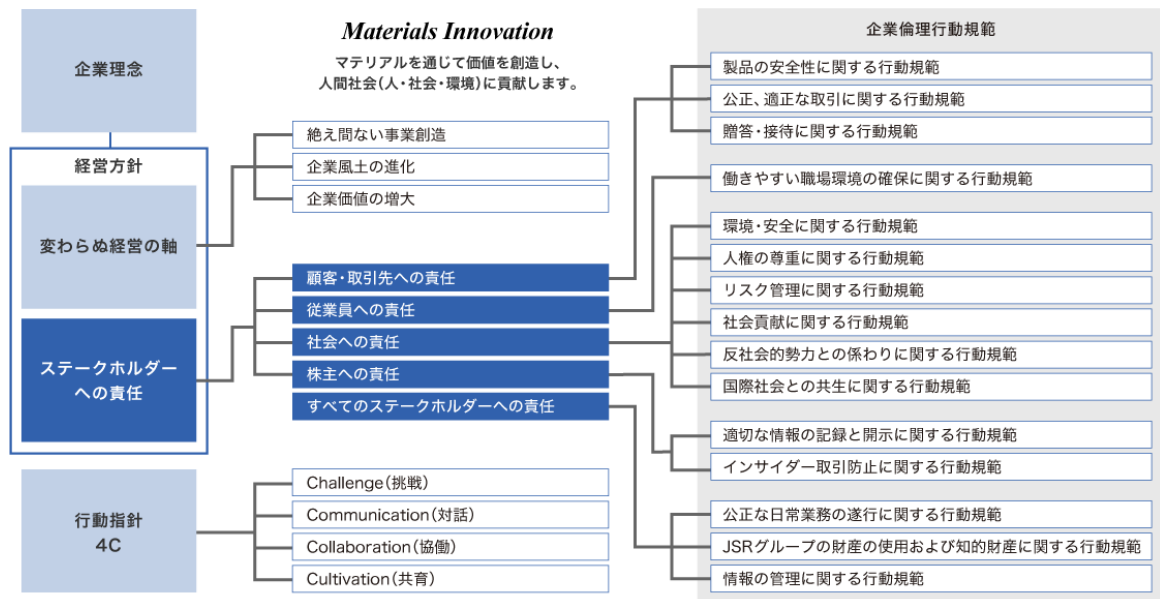 企業理念
Materials Innovation
マテリアルを通じて価値を創造し、
人間社会(人・社会・環境)に貢献します。
経営方針
変わらぬ経営の軸
絶え間ない事業創造
企業風土の進化
企業価値の増大
ステークホルダー
への責任
顧客・取引先への責任
従業員への責任
社会への責任
株主への責任
すべてのステークホルダーへの責任
行動指針
4C
Challenge(挑戦)
Communication(対話)
Collaboration(協働)
Cultivation(共育)
企業倫理行動規範
製品の安全性に関する行動規範
公正、適正な取引に関する行動規範
贈答・接待に関する行動規範
働きやすい職場環境の確保に関する行動規範
環境・安全に関する行動規範
人権の尊重に関する行動規範
リスク管理に関する行動規範
社会貢献に関する行動規範
反社会的勢力との係わりに関する行動規範
国際社会との共生に関する行動規範
適切な情報の記録と開示に関する行動規範
インサイダー取引防止に関する行動規範
公正な日常業務の遂行に関する行動規範
JSRグループの財産の使用および知的財産に関する行動規範
情報の管理に関する行動規範